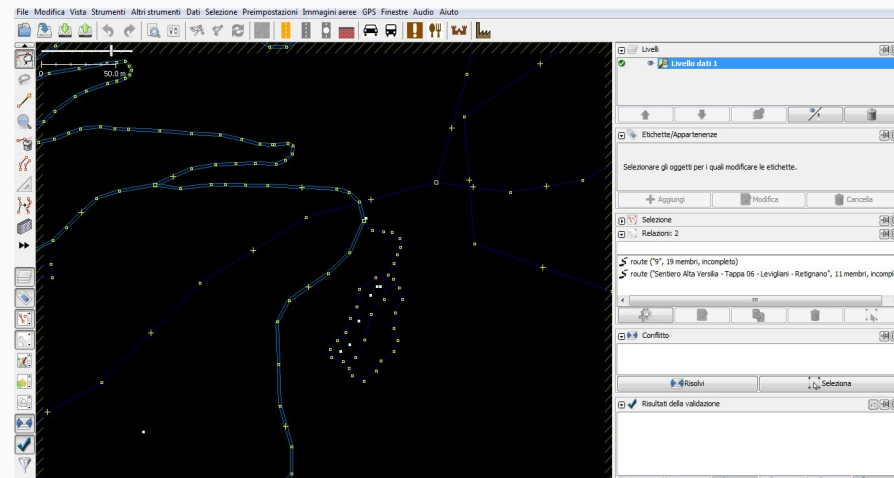 File Modifica Vista Strumenti Altri strumenti Dati Selezione Preimpostazioni Immagini aeree GPS Finestre Audio Aiuto
0
50.0 m
Livelli
Livello dati 1
Etichette/Appartenenze
Selezionare gli oggetti per i quali modificare le etichette.
Aggiungi
Modifica
Cancella
Selezione
Relazioni: 2
route ("9", 19 membri, incompleto)
route ("Sentiero Alta Versilia - Tappa 06 - Levigliani - Retignano", 11 membri, incompl
Conflitto
Risolvi
Seleziona
Risultati della validazione